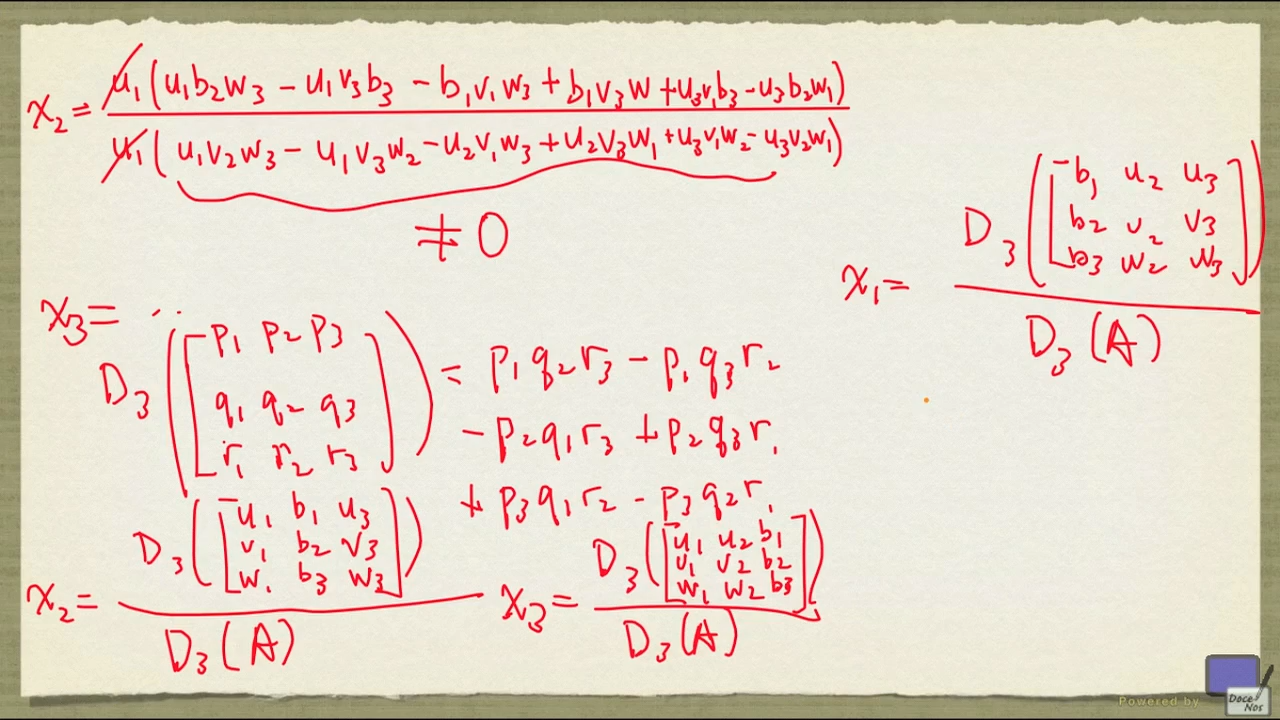 x₂ = u₁(u₁b₂w₃ - u₁v₃b₃ - b₁v₁w₃ + b₁v₃w + u₃v₁b₃ - u₃b₂w₁)
u₁(u₁v₂w₃ - u₁v₃w₂ - u₂v₁w₃ + u₂v₃w₁ + u₃v₁w₂ - u₃v₂w₁)
≠ 0
x₃ = ...
D₃([p₁ p₂ p₃
q₁ q₂ q₃
r₁ r₂ r₃]) = p₁q₂r₃ - p₁q₃r₂
- p₂q₁r₃ + p₂q₃r₁
+ p₃q₁r₂ - p₃q₂r₁
x₂ = D₃([u₁ b₁ u₃
v₁ b₂ v₃
w₁ b₃ w₃])
D₃(A)
x₃ = D₃([u₁ u₂ b₁
v₁ v₂ b₂
w₁ w₂ b₃])
D₃(A)
x₁ = D₃([b₁ u₂ u₃
b₂ v₂ v₃
b₃ w₂ w₃])
D₃(A)
Powered by
Doce
Nos